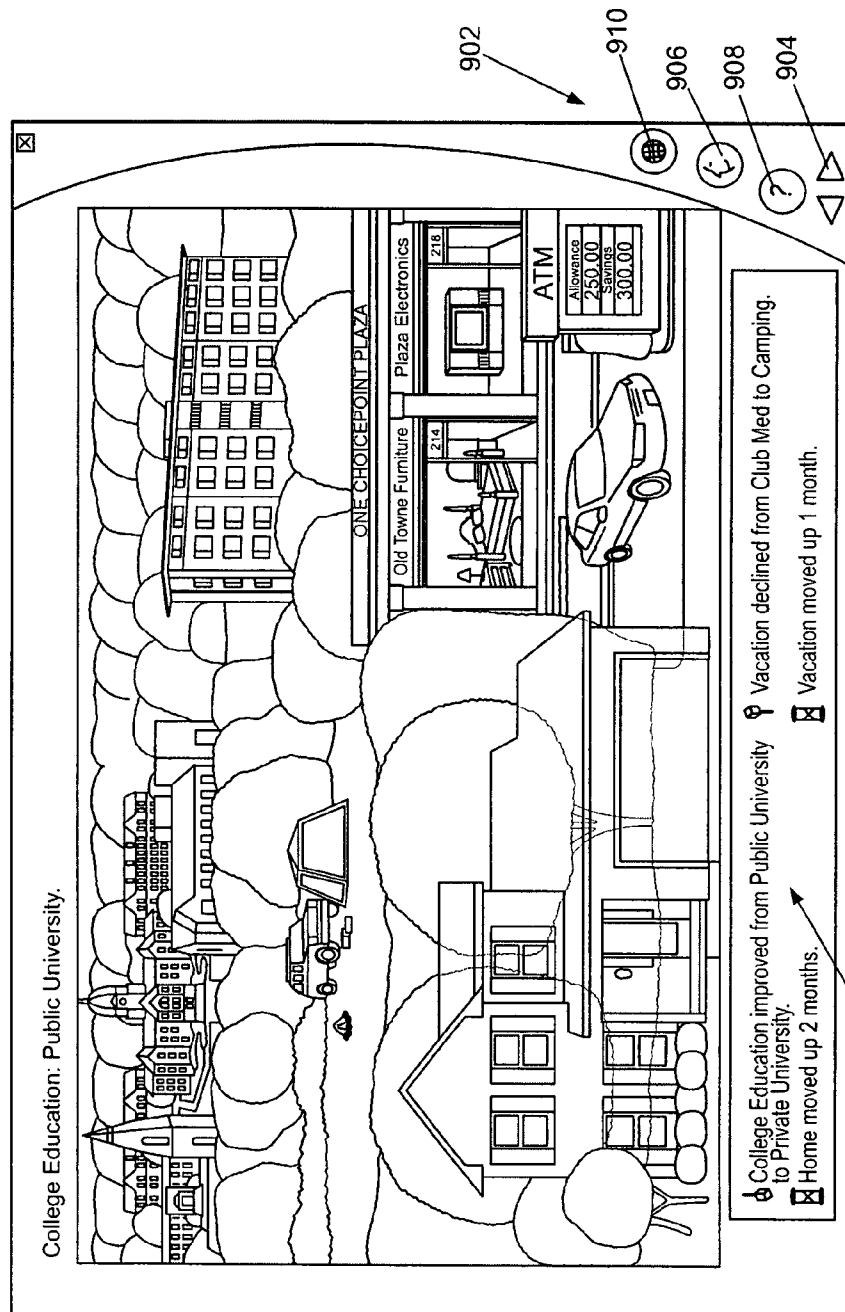 College Education: Public University.
ONE CHOICEPOINT PLAZA
Old Towne Furniture
Plaza Electronics
214
218
ATM
Allowance
250.00
Savings
300.00
College Education improved from Public University
to Private University.
Home moved up 2 months.
Vacation declined from Club Med to Camping.
Vacation moved up 1 month.
?
902
910
906
908
904